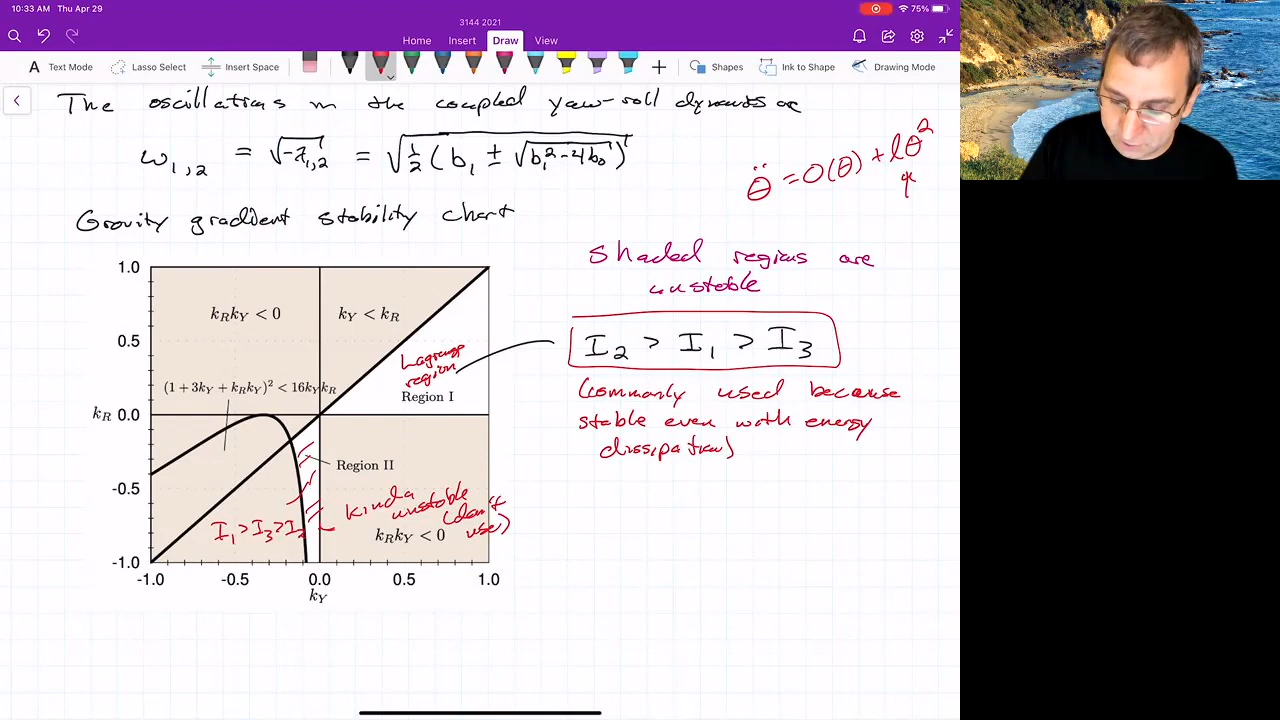 10:33 AM Thu Apr 29
75%
3144 2021
Home Insert Draw View
Text Mode Lasso Select Insert Space Shapes Ink to Shape Drawing Mode
The oscillations in the coupled yaw-roll dynamics are
ω1,2 = √-λ1,2 = √½(b1 ± √b1²-4b0)
Gravity gradient stability chart
Shaded regions are
unstable
I2 > I1 > I3
(commonly used because
stable even with energy
dissipation)
1.0
kRkY < 0
kY < kR
0.5
Lagrange
region
(1 + 3kY + kRkY)² < 16kYkR
Region I
kR 0.0
Region II
-0.5
kinda
unstable
(don't
use)
I1>I3>I2
kRkY < 0
-1.0
-1.0 -0.5 0.0 0.5 1.0
kY